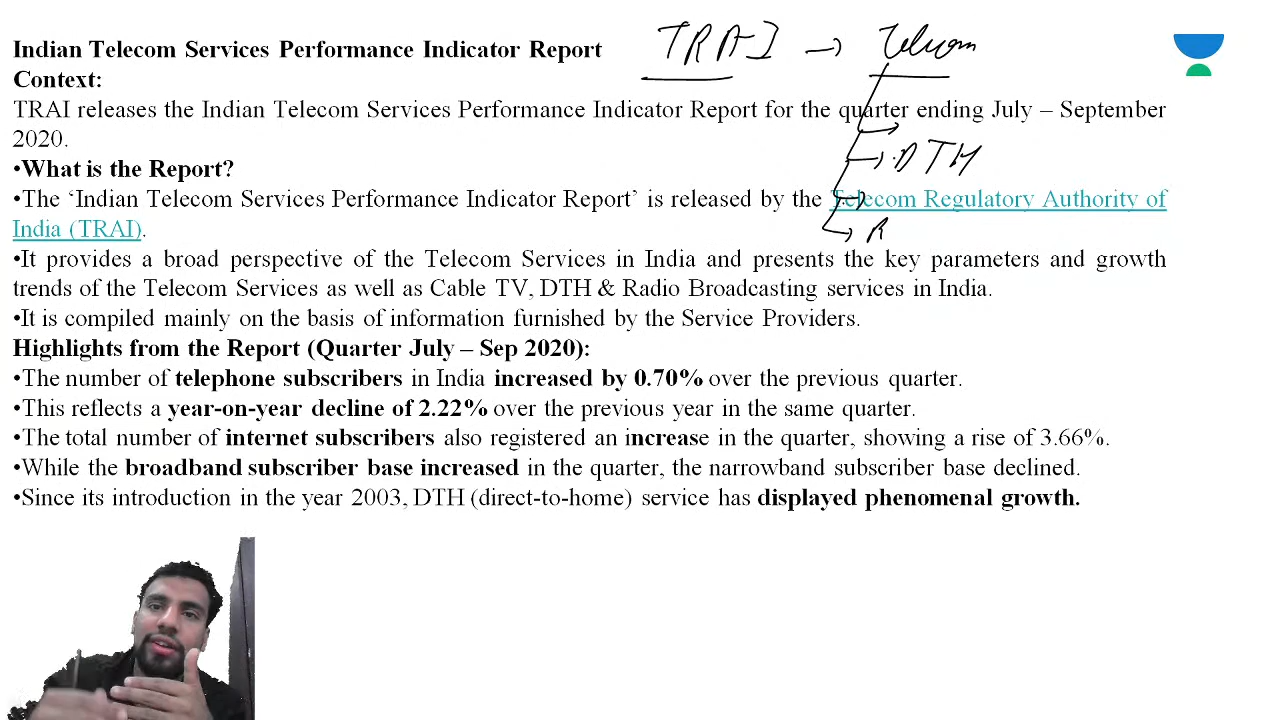 Indian Telecom Services Performance Indicator Report
TRAI → Telecom
Context:
TRAI releases the Indian Telecom Services Performance Indicator Report for the quarter ending July – September
2020.
DTH
•What is the Report?
•The ‘Indian Telecom Services Performance Indicator Report’ is released by the Telecom Regulatory Authority of
India (TRAI).
R
•It provides a broad perspective of the Telecom Services in India and presents the key parameters and growth
trends of the Telecom Services as well as Cable TV, DTH & Radio Broadcasting services in India.
•It is compiled mainly on the basis of information furnished by the Service Providers.
Highlights from the Report (Quarter July – Sep 2020):
•The number of telephone subscribers in India increased by 0.70% over the previous quarter.
•This reflects a year-on-year decline of 2.22% over the previous year in the same quarter.
•The total number of internet subscribers also registered an increase in the quarter, showing a rise of 3.66%.
•While the broadband subscriber base increased in the quarter, the narrowband subscriber base declined.
•Since its introduction in the year 2003, DTH (direct-to-home) service has displayed phenomenal growth.